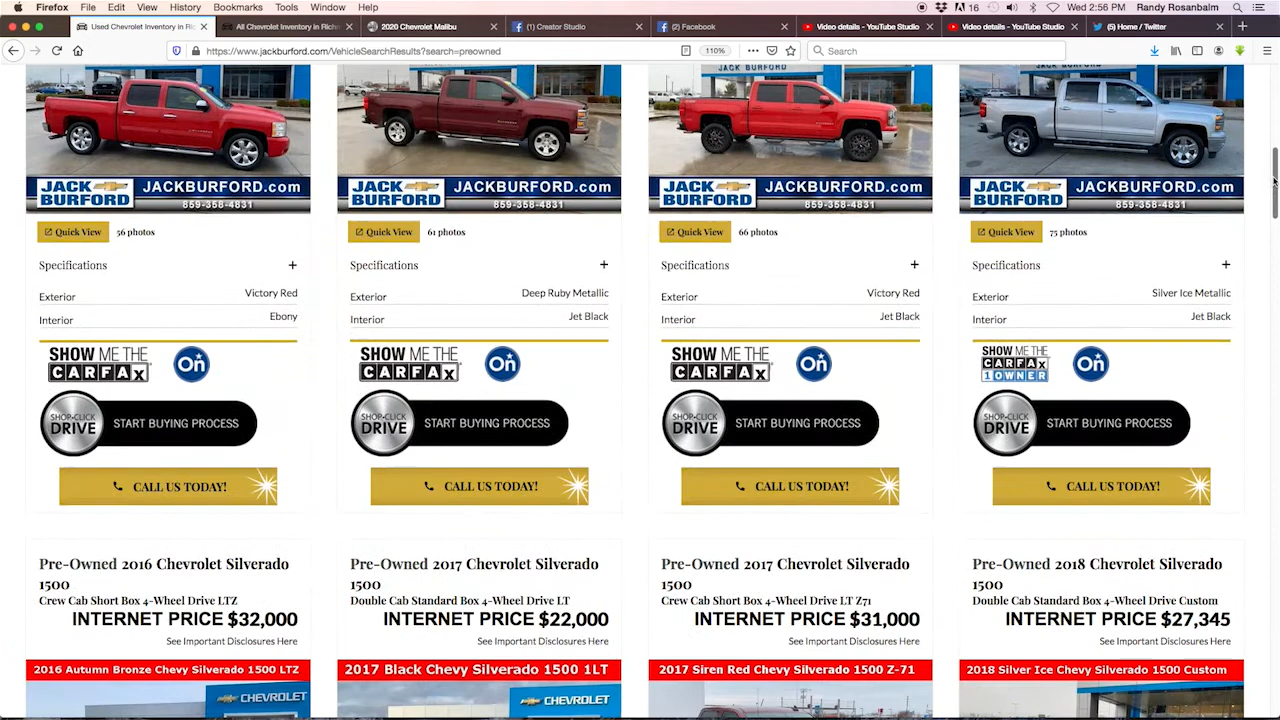 Firefox File Edit View History Bookmarks Tools Window Help
16 Wed 2:56 PM Randy Rosanbalm
Used Chevrolet Inventory in Ric
All Chevrolet Inventory in Richm
2020 Chevrolet Malibu
(1) Creator Studio
(2) Facebook
Video details - YouTube Studio
Video details - YouTube Studio
(5) Home / Twitter
https://www.jackburford.com/VehicleSearchResults?search=preowned
110%
Search
JACK BURFORD JACKBURFORD.com 859-358-4831
JACK BURFORD JACKBURFORD.com 859-358-4831
JACK BURFORD JACKBURFORD.com 859-358-4831
JACK BURFORD JACKBURFORD.com 859-358-4831
Quick View 56 photos
Quick View 61 photos
Quick View 66 photos
Quick View 75 photos
Specifications +
Specifications +
Specifications +
Specifications +
Exterior Victory Red
Exterior Deep Ruby Metallic
Exterior Victory Red
Exterior Silver Ice Metallic
Interior Ebony
Interior Jet Black
Interior Jet Black
Interior Jet Black
SHOW ME THE CARFAX On
SHOW ME THE CARFAX On
SHOW ME THE CARFAX On
SHOW ME THE CARFAX 1 OWNER On
SHOP·CLICK DRIVE START BUYING PROCESS
SHOP·CLICK DRIVE START BUYING PROCESS
SHOP·CLICK DRIVE START BUYING PROCESS
SHOP·CLICK DRIVE START BUYING PROCESS
CALL US TODAY!
CALL US TODAY!
CALL US TODAY!
CALL US TODAY!
Pre-Owned 2016 Chevrolet Silverado
1500
Crew Cab Short Box 4-Wheel Drive LTZ
INTERNET PRICE $32,000
See Important Disclosures Here
2016 Autumn Bronze Chevy Silverado 1500 LTZ
CHEVROLET
Pre-Owned 2017 Chevrolet Silverado
1500
Double Cab Standard Box 4-Wheel Drive LT
INTERNET PRICE $22,000
See Important Disclosures Here
2017 Black Chevy Silverado 1500 1LT
CHEVROLET
Pre-Owned 2017 Chevrolet Silverado
1500
Crew Cab Short Box 4-Wheel Drive LT Z71
INTERNET PRICE $31,000
See Important Disclosures Here
2017 Siren Red Chevy Silverado 1500 Z-71
Pre-Owned 2018 Chevrolet Silverado
1500
Double Cab Standard Box 4-Wheel Drive Custom
INTERNET PRICE $27,345
See Important Disclosures Here
2018 Silver Ice Chevy Silverado 1500 Custom